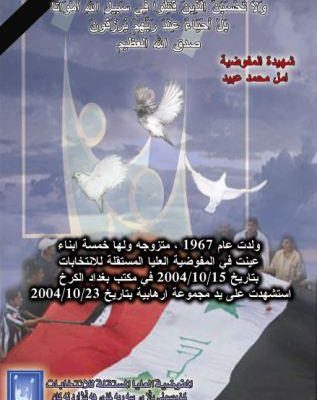 ولا تحسبن الذين قتلوا في سبيل الله امواتا
بل أحياء عند ربهم يرزقون
صدق الله العظيم
شهيدة المفوضية
امل محمد عبيد
ولدت عام 1967 ، متزوجه ولها خمسة ابناء
عينت في المفوضية العليا المستقلة للانتخابات
بتاريخ 2004/10/15 في مكتب بغداد الكرخ
استشهدت على يد مجموعة ارهابية بتاريخ 2004/10/23
المفوضية العليا المستقلة للانتخابات